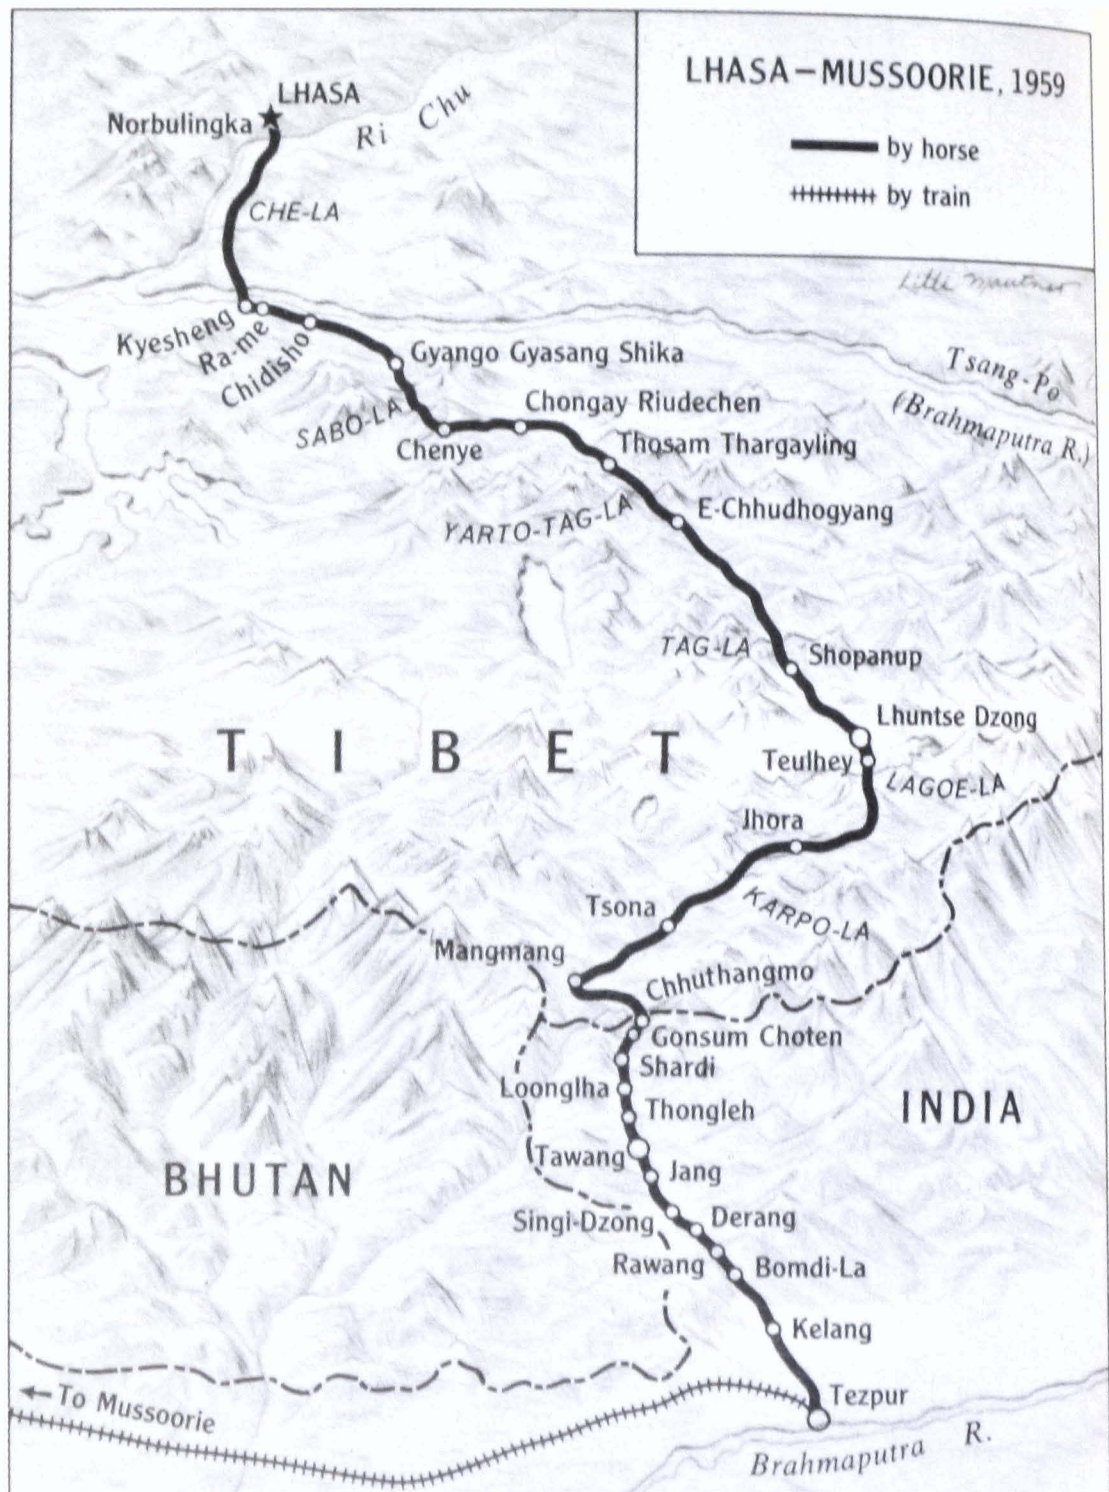 LHASA–MUSSOORIE, 1959
by horse
by train
LHASA
Norbulingka
Ri Chu
CHE-LA
Kyesheng
Ra-me
Chidisho
Gyango Gyasang Shika
Tsang-Po
(Brahmaputra R.)
SABO-LA
Chongay Riudechen
Chenye
Thosam Thargayling
YARTO-TAG-LA
E-Chhudhogyang
TAG-LA
Shopanup
TIBET
Lhuntse Dzong
Teulhey
LAGOE-LA
Jhora
Tsona
KARPO-LA
Mangmang
Chhuthangmo
Gonsum Choten
Shardi
Loonglha
Thongleh
INDIA
BHUTAN
Tawang
Jang
Singi-Dzong
Derang
Rawang
Bomdi-La
Kelang
← To Mussoorie
Tezpur
Brahmaputra R.